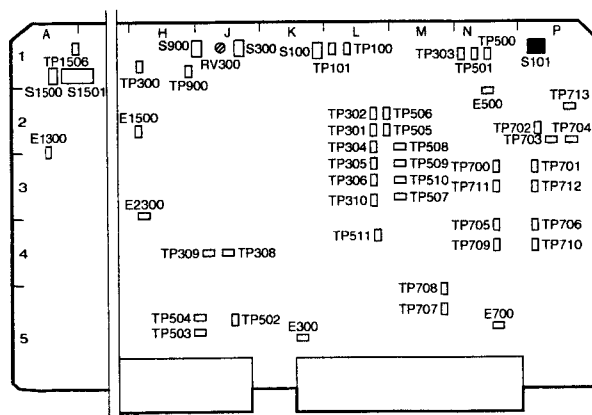 A H J K L M N P
1 S900 S300 S100 TP100 TP303 TP500
TP1506 RV300 TP101 TP501 S101
S1500 S1501 TP300 TP900 E500 TP713
2 E1500 TP302 TP506 TP702
E1300 TP301 TP505 TP703 TP704
TP304 TP508
TP305 TP509 TP700 TP701
3 TP306 TP510 TP711 TP712
E2300 TP310 TP507
TP705 TP706
TP511 TP709 TP710
4 TP309 TP308
TP708
TP504 TP502 TP707
TP503 E300 E700
5